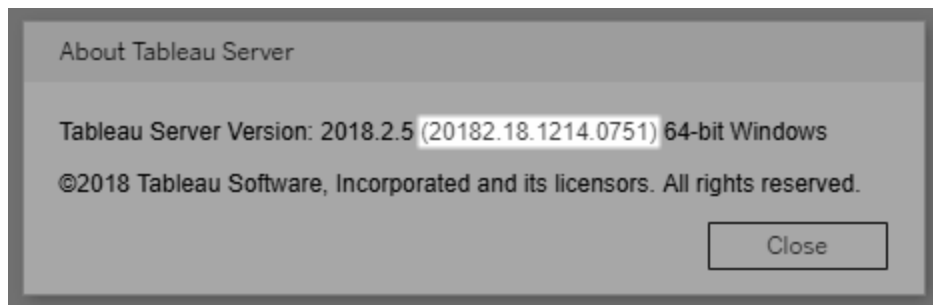 About Tableau Server
Tableau Server Version: 2018.2.5 (20182.18.1214.0751) 64-bit Windows
©2018 Tableau Software, Incorporated and its licensors. All rights reserved.
Close